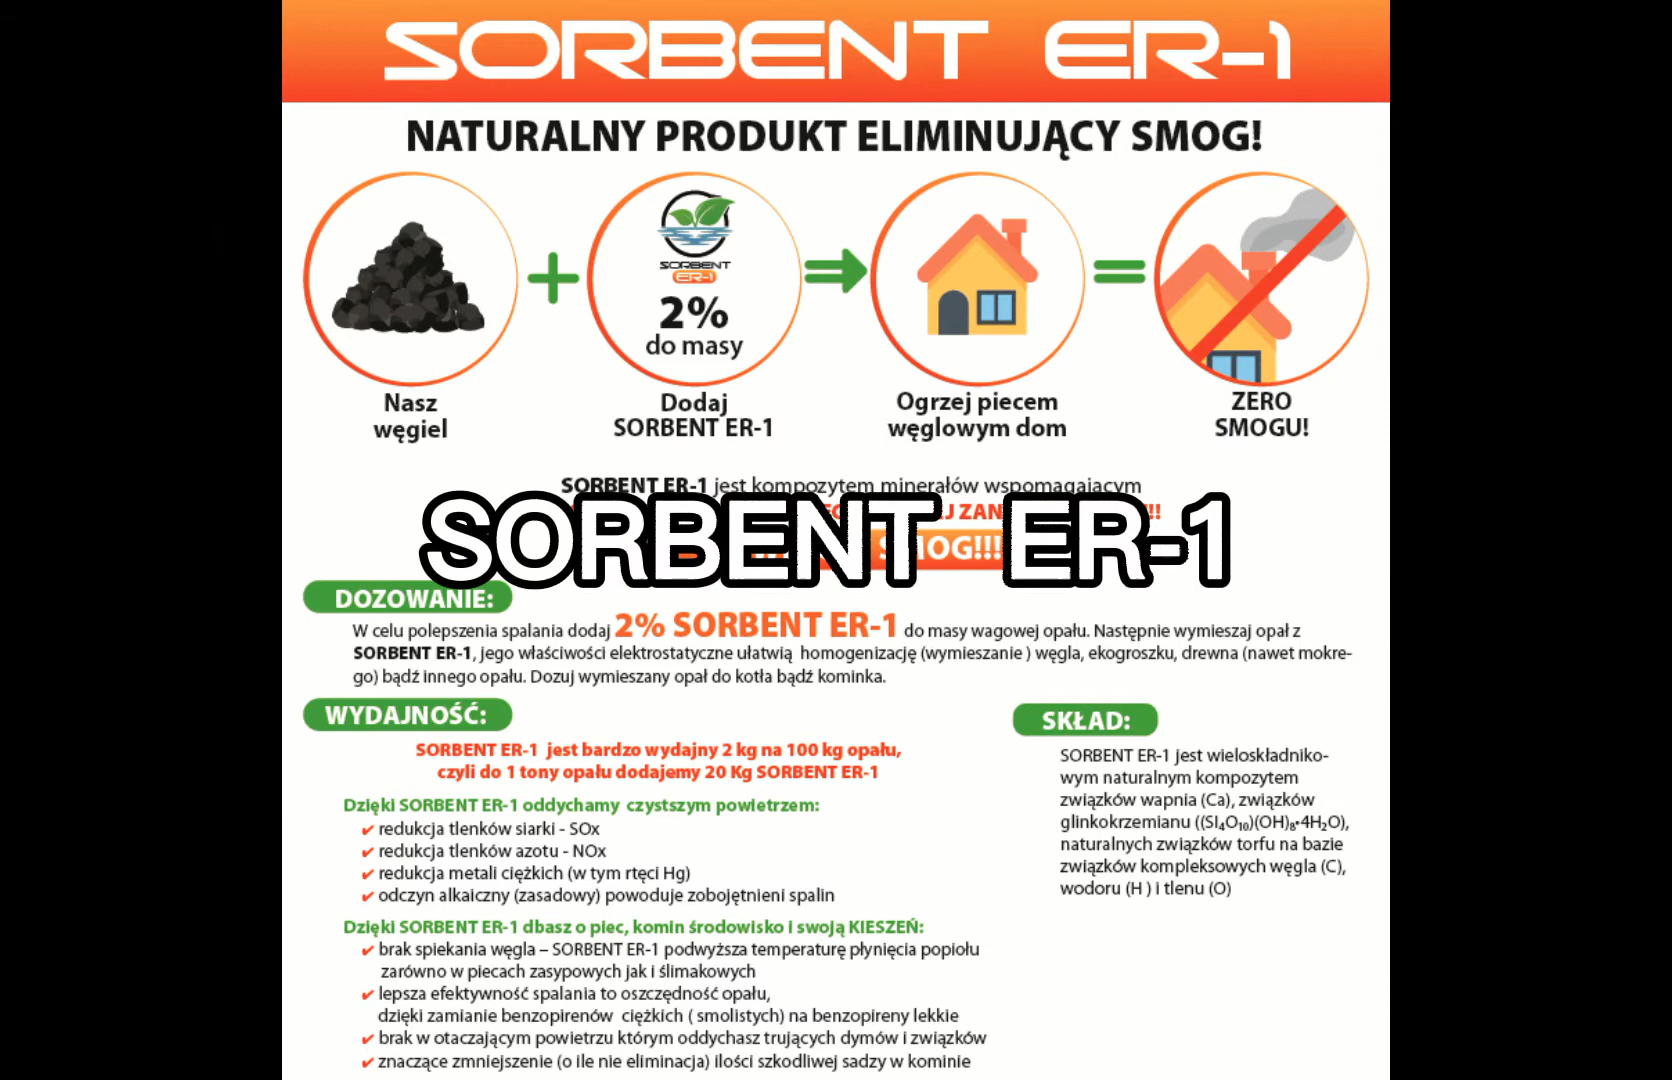 SORBENT ER-1
NATURALNY PRODUKT ELIMINUJĄCY SMOG!
SORBENT
ER-1
2%
do masy
Nasz
węgiel
Dodaj
SORBENT ER-1
Ogrzej piecem
węglowym dom
ZERO
SMOGU!
SORBENT ER-1 jest kompozytem minerałów wspomagającym
SMOG!!!
SORBENT ER-1
DOZOWANIE:
W celu polepszenia spalania dodaj 2% SORBENT ER-1 do masy wagowej opału. Następnie wymieszaj opał z
SORBENT ER-1, jego właściwości elektrostatyczne ułatwią homogenizację (wymieszanie ) węgla, ekogroszku, drewna (nawet mokre-
go) bądź innego opału. Dozuj wymieszany opał do kotła bądź kominka.
WYDAJNOŚĆ:
SORBENT ER-1 jest bardzo wydajny 2 kg na 100 kg opału,
czyli do 1 tony opału dodajemy 20 Kg SORBENT ER-1
Dzięki SORBENT ER-1 oddychamy czystszym powietrzem:
✔ redukcja tlenków siarki - SOx
✔ redukcja tlenków azotu - NOx
✔ redukcja metali ciężkich (w tym rtęci Hg)
✔ odczyn alkaiczny (zasadowy) powoduje zobojętnieni spalin
Dzięki SORBENT ER-1 dbasz o piec, komin środowisko i swoją KIESZEŃ:
✔ brak spiekania węgla – SORBENT ER-1 podwyższa temperaturę płynięcia popiołu
zarówno w piecach zasypowych jak i ślimakowych
✔ lepsza efektywność spalania to oszczędność opału,
dzięki zamianie benzopirenów ciężkich ( smolistych) na benzopireny lekkie
✔ brak w otaczającym powietrzu którym oddychasz trujących dymów i związków
✔ znaczące zmniejszenie (o ile nie eliminacja) ilości szkodliwej sadzy w kominie
SKŁAD:
SORBENT ER-1 jest wieloskładniko-
wym naturalnym kompozytem
związków wapnia (Ca), związków
glinkokrzemianu ((SI₄O₁₀)(OH)₈•4H₂O),
naturalnych związków torfu na bazie
związków kompleksowych węgla (C),
wodoru (H ) i tlenu (O)